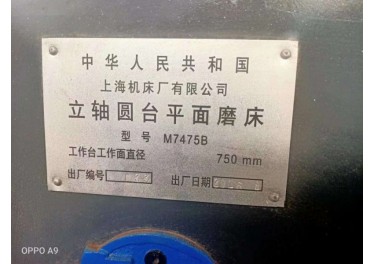 中华人民共和国
上海机床厂有限公司
立轴圆台平面磨床
型号 M7475B
工作台工作面直径 750 mm
出厂编号 出厂日期
OPPO A9